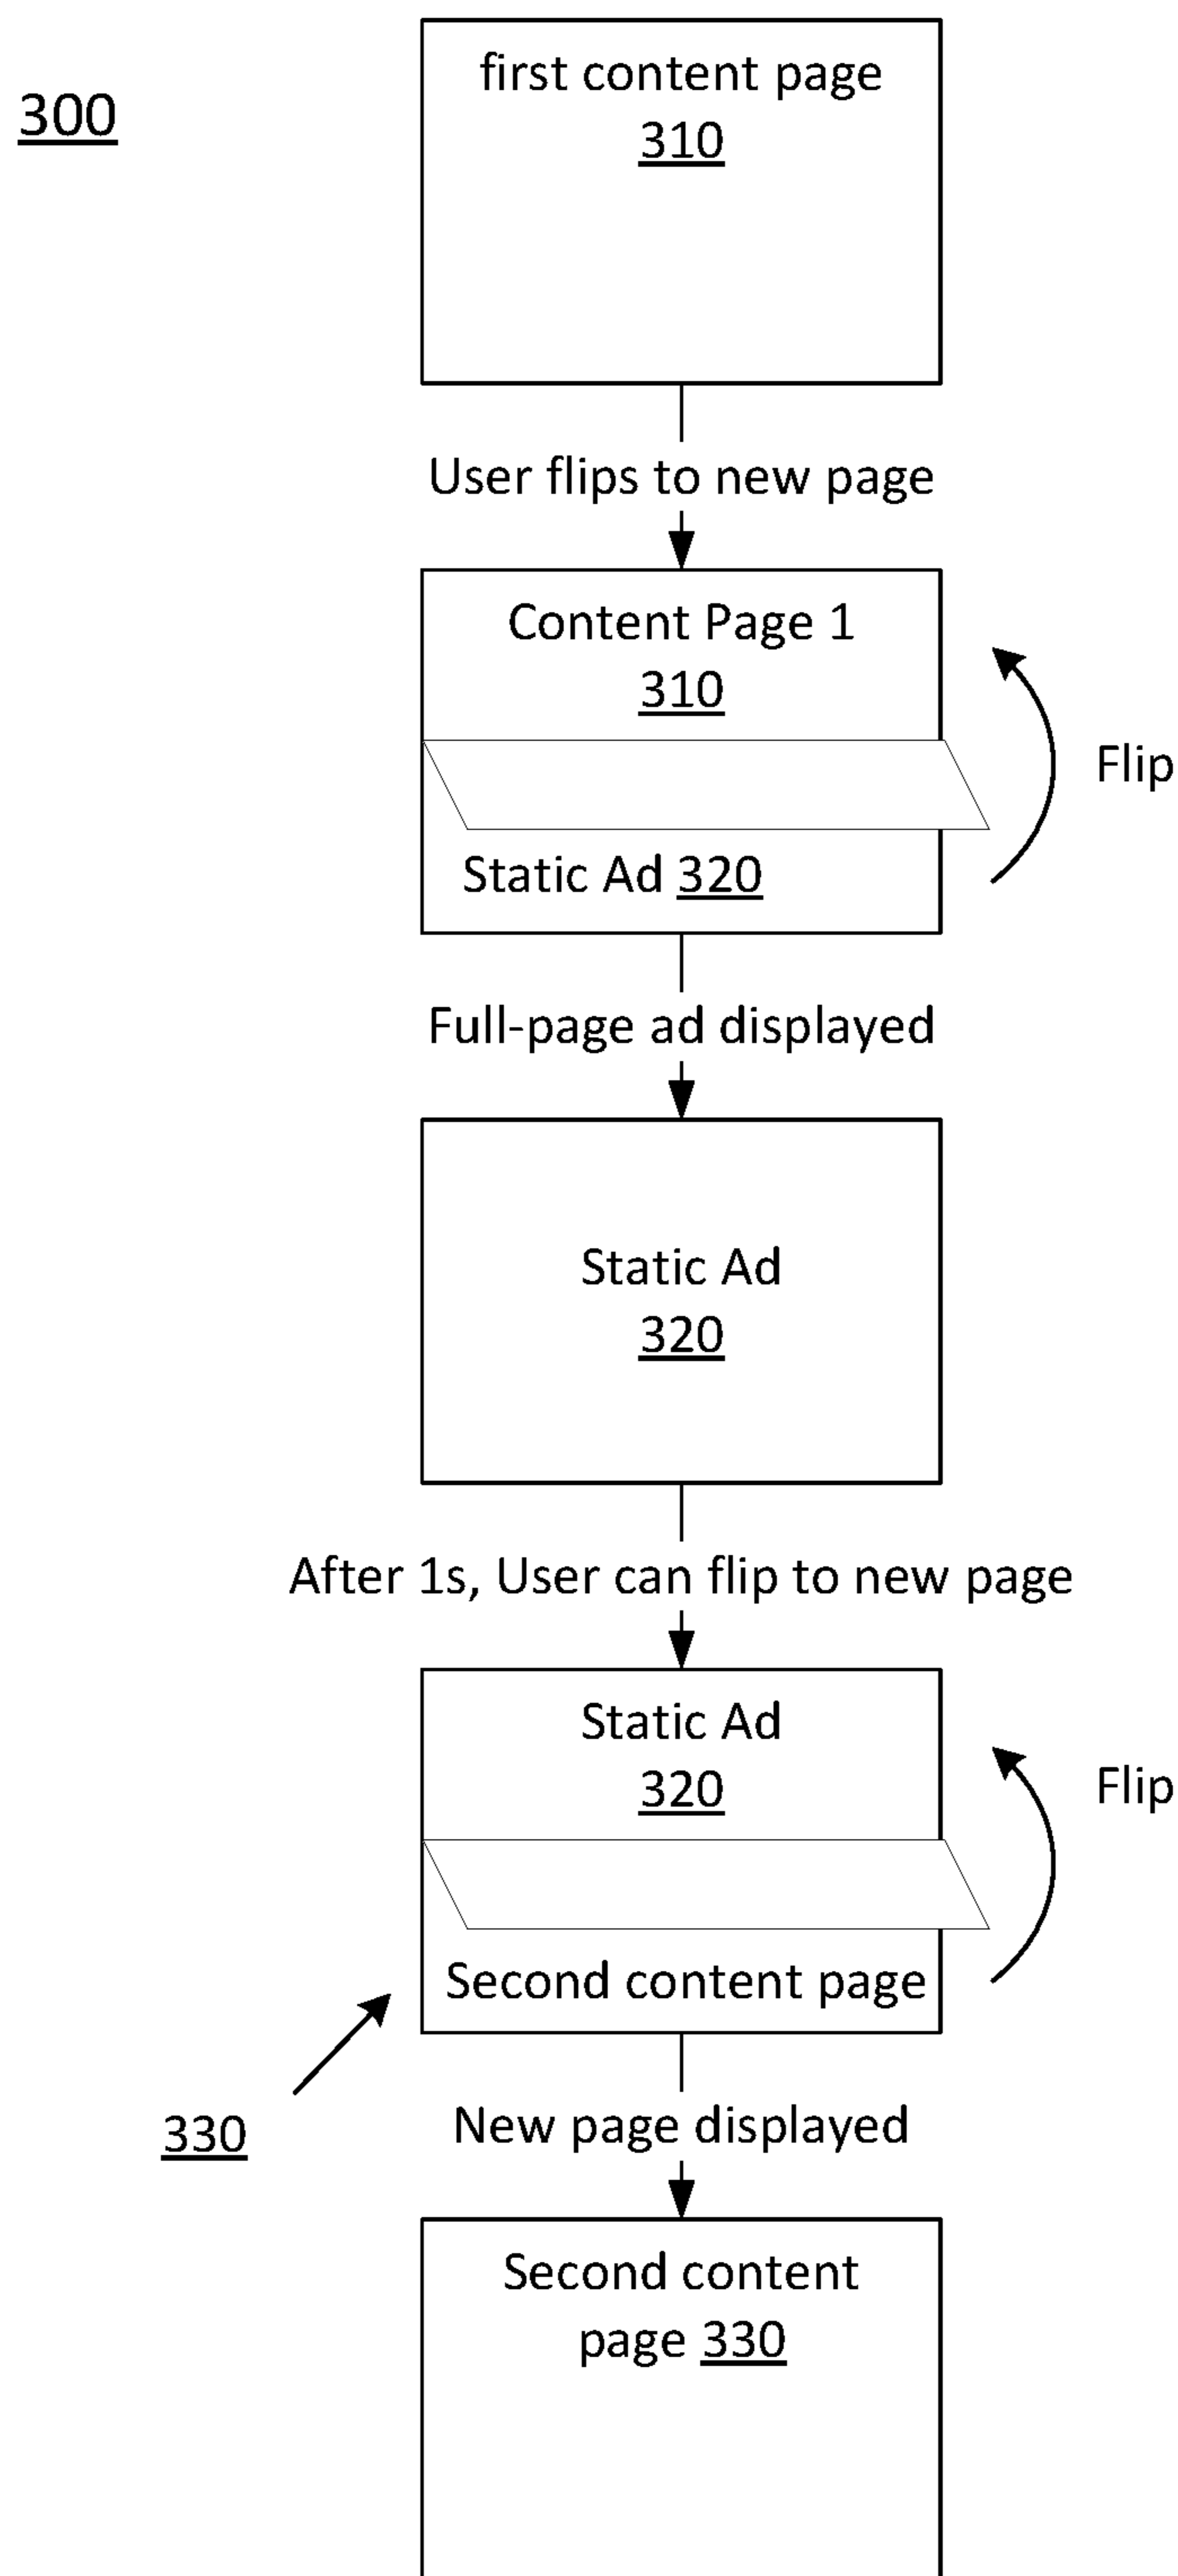 300
first content page
310
User flips to new page
Content Page 1
310
Flip
Static Ad 320
Full-page ad displayed
Static Ad
320
After 1s, User can flip to new page
Static Ad
320
Flip
Second content page
330
New page displayed
Second content
page 330